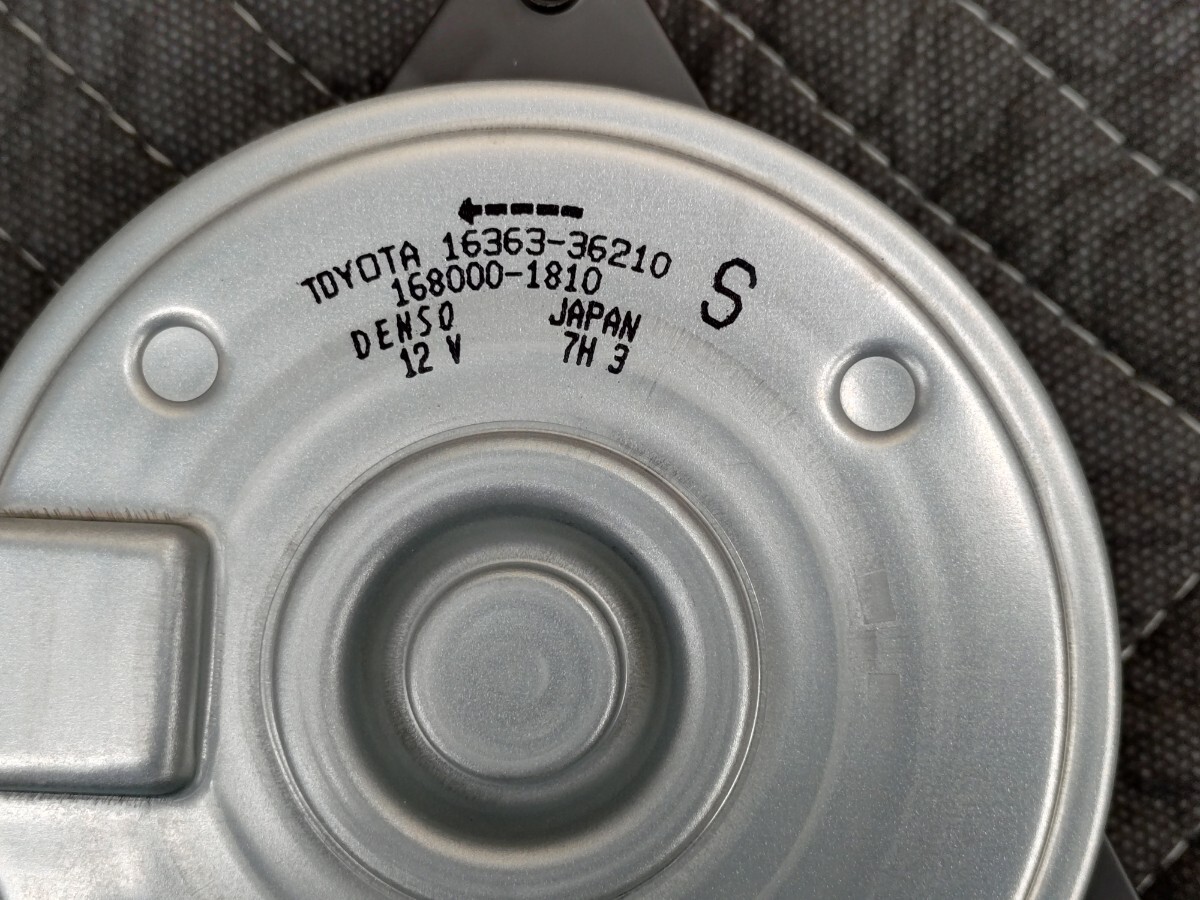 TOYOTA 16363-36210
168000-1810
S
DENSO JAPAN
12 V 7H 3